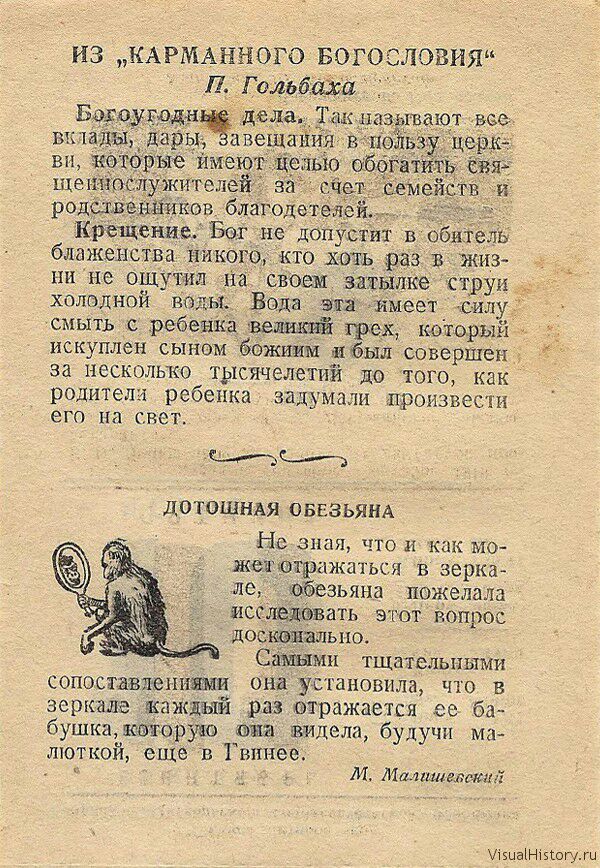 ИЗ „КАРМАННОГО БОГОСЛОВИЯ“
П. Гольбаха
Богоугодные дела. Так называют все
вклады, дары, завещания в пользу церк-
ви, которые имеют целью обогатить свя-
щеннослужителей за счет семейств и
родственников благодетелей.
Крещение. Бог не допустит в обитель
блаженства никого, кто хоть раз в жиз-
ни не ощутил на своем затылке струи
холодной воды. Вода эта имеет силу
смыть с ребенка великий грех, который
искуплен сыном божиим и был совершен
за несколько тысячелетий до того, как
родители ребенка задумали произвести
его на свет.
ДОТОШНАЯ ОБЕЗЬЯНА
Не зная, что и как мо-
жет отражаться в зерка-
ле, обезьяна пожелала
исследовать этот вопрос
досконально.
Самыми тщательными
сопоставлениями она установила, что в
зеркале каждый раз отражается ее ба-
бушка, которую она видела, будучи ма-
люткой, еще в Гвинее.
М. Малишевский
VisualHistory.ru